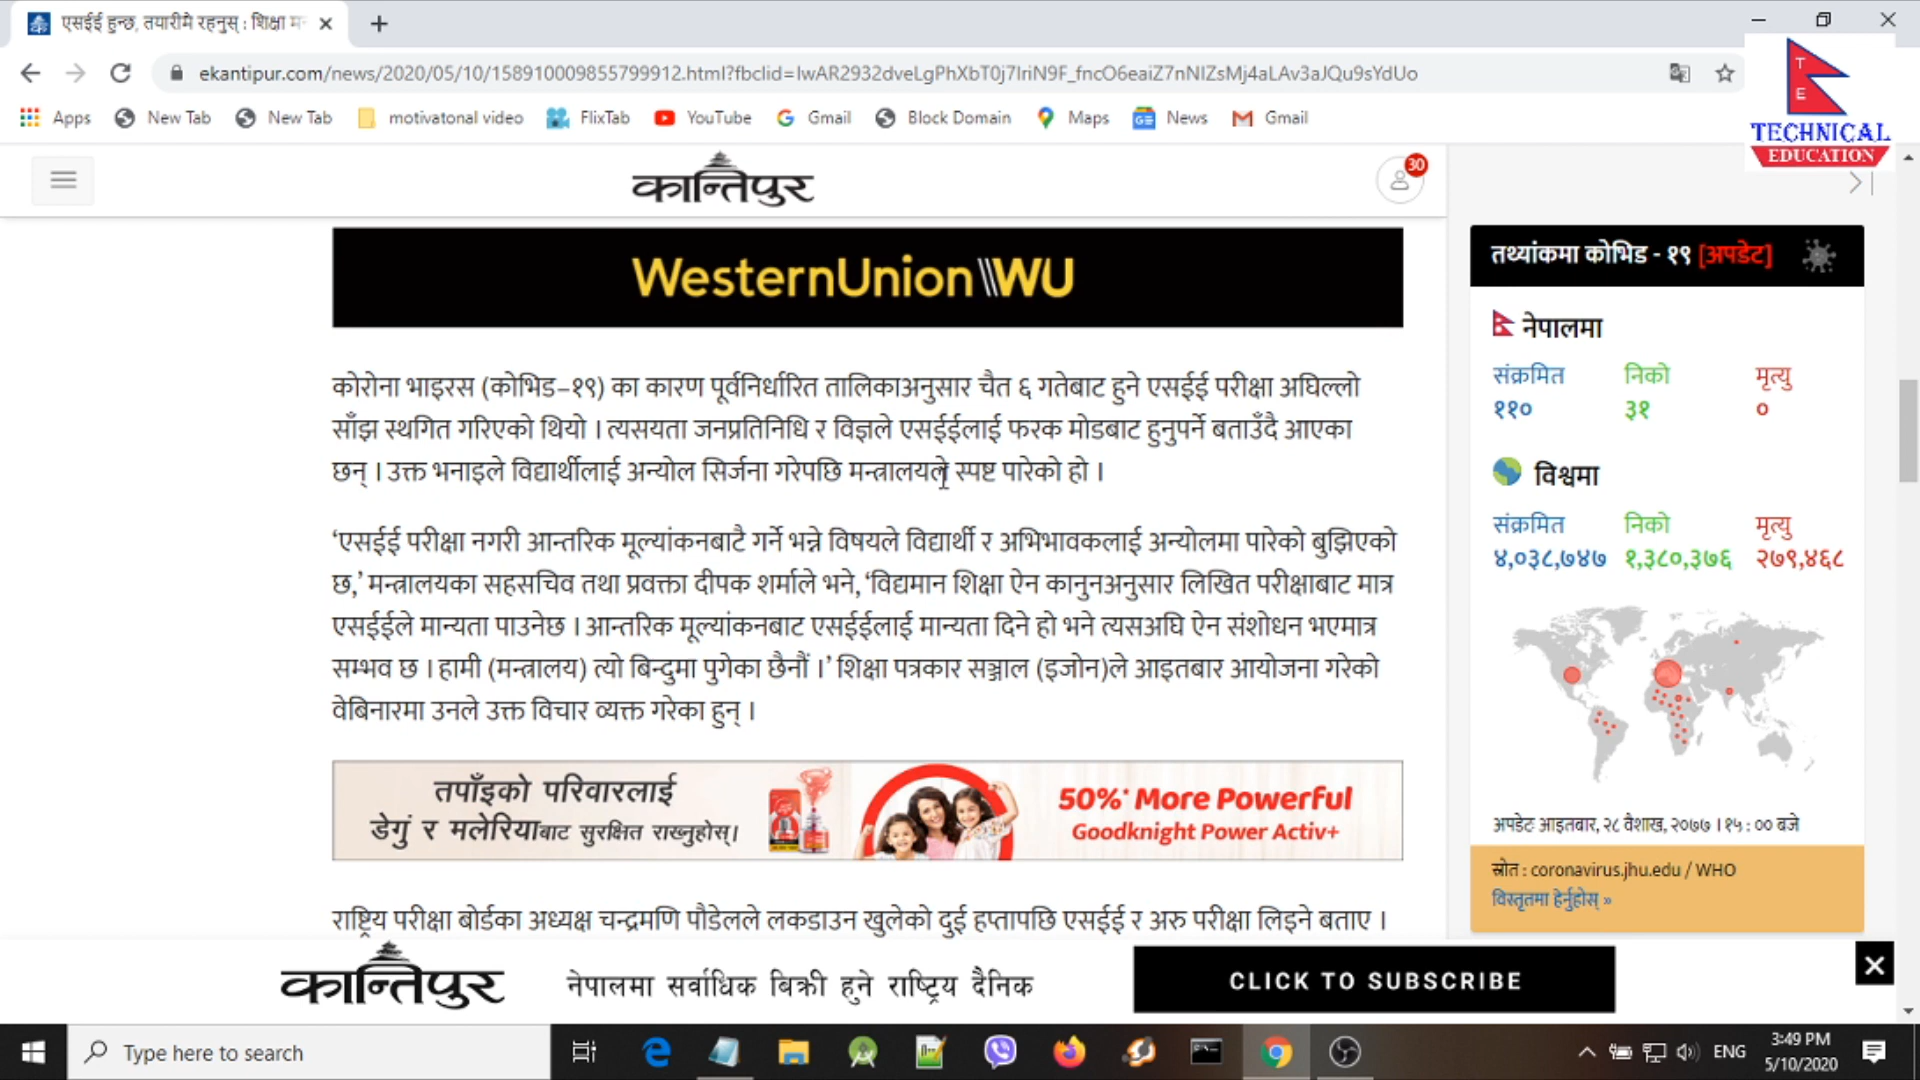 एसईई हुन्छ, तयारीमै रहनुस् : शिक्षा
ekantipur.com/news/2020/05/10/158910009855799912.html?fbclid=IwAR2932dveLgPhXbT0j7IriN9F_fncO6eaiZ7nNIZsMj4aLAv3aJQu9sYdUo
Apps New Tab New Tab motivatonal video FlixTab YouTube Gmail Block Domain Maps News Gmail
T
E
TECHNICAL
EDUCATION
कान्तिपुर
30
WesternUnion WU
कोरोना भाइरस (कोभिड–१९) का कारण पूर्वनिर्धारित तालिकाअनुसार चैत ६ गतेबाट हुने एसईई परीक्षा अघिल्लो
साँझ स्थगित गरिएको थियो । त्यसयता जनप्रतिनिधि र विज्ञले एसईईलाई फरक मोडबाट हुनुपर्ने बताउँदै आएका
छन् । उक्त भनाइले विद्यार्थीलाई अन्योल सिर्जना गरेपछि मन्त्रालयले स्पष्ट पारेको हो ।
‘एसईई परीक्षा नगरी आन्तरिक मूल्यांकनबाटै गर्ने भन्ने विषयले विद्यार्थी र अभिभावकलाई अन्योलमा पारेको बुझिएको
छ,’ मन्त्रालयका सहसचिव तथा प्रवक्ता दीपक शर्माले भने, ‘विद्यमान शिक्षा ऐन कानुनअनुसार लिखित परीक्षाबाट मात्र
एसईईले मान्यता पाउनेछ । आन्तरिक मूल्यांकनबाट एसईईलाई मान्यता दिने हो भने त्यसअघि ऐन संशोधन भएमात्र
सम्भव छ । हामी (मन्त्रालय) त्यो बिन्दुमा पुगेका छैनौं ।’ शिक्षा पत्रकार सञ्जाल (इजोन)ले आइतबार आयोजना गरेको
वेबिनारमा उनले उक्त विचार व्यक्त गरेका हुन् ।
तपाँइको परिवारलाई
डेगुं र मलेरियाबाट सुरक्षित राख्नुहोस्।
50%* More Powerful
Goodknight Power Activ+
राष्ट्रिय परीक्षा बोर्डका अध्यक्ष चन्द्रमणि पौडेलले लकडाउन खुलेको दुई हप्तापछि एसईई र अरु परीक्षा लिइने बताए ।
तथ्यांकमा कोभिड - १९ [अपडेट]
नेपालमा
संक्रमित निको मृत्यु
११० ३१ ०
विश्वमा
संक्रमित निको मृत्यु
४,०३८,७४७ १,३८०,३७६ २७९,४६८
अपडेटः आइतबार, २८ वैशाख, २०७७ । १५ : ०० बजे
स्रोत : coronavirus.jhu.edu / WHO
विस्तृतमा हेर्नुहोस् »
कान्तिपुर नेपालमा सर्वाधिक बिक्री हुने राष्ट्रिय दैनिक CLICK TO SUBSCRIBE
Type here to search
ENG
3:49 PM
5/10/2020